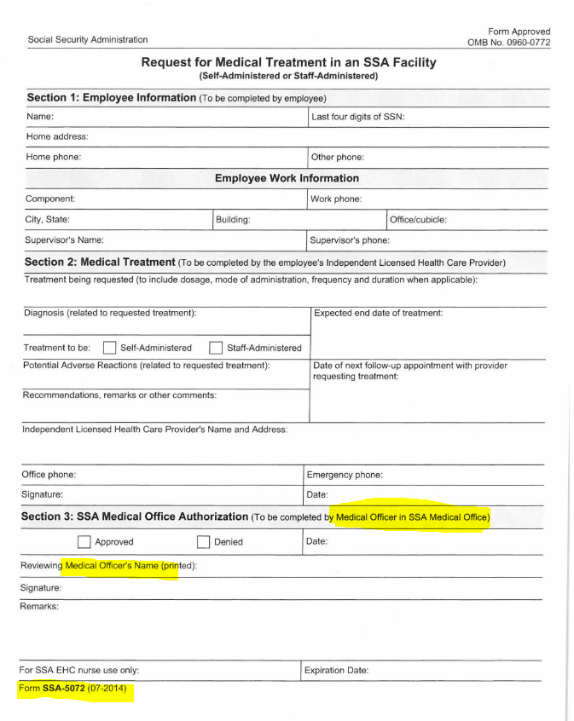 Form Approved
Social Security Administration OMB No. 0960-0772
Request for Medical Treatment in an SSA Facility
(Self-Administered or Staff-Administered)
Section 1: Employee Information (To be completed by employee)
Name: Last four digits of SSN:
Home address:
Home phone: Other phone:
Employee Work Information
Component: Work phone:
City, State: Building: Office/cubicle:
Supervisor's Name: Supervisor's phone:
Section 2: Medical Treatment (To be completed by the employee's Independent Licensed Health Care Provider)
Treatment being requested (to include dosage, mode of administration, frequency and duration when applicable):
Diagnosis (related to requested treatment): Expected end date of treatment:
Treatment to be: Self-Administered Staff-Administered
Potential Adverse Reactions (related to requested treatment): Date of next follow-up appointment with provider
requesting treatment:
Recommendations, remarks or other comments:
Independent Licensed Health Care Provider's Name and Address:
Office phone: Emergency phone:
Signature: Date:
Section 3: SSA Medical Office Authorization (To be completed by Medical Officer in SSA Medical Office)
Approved Denied Date:
Reviewing Medical Officer's Name (printed):
Signature:
Remarks:
For SSA EHC nurse use only: Expiration Date:
Form SSA-5072 (07-2014)